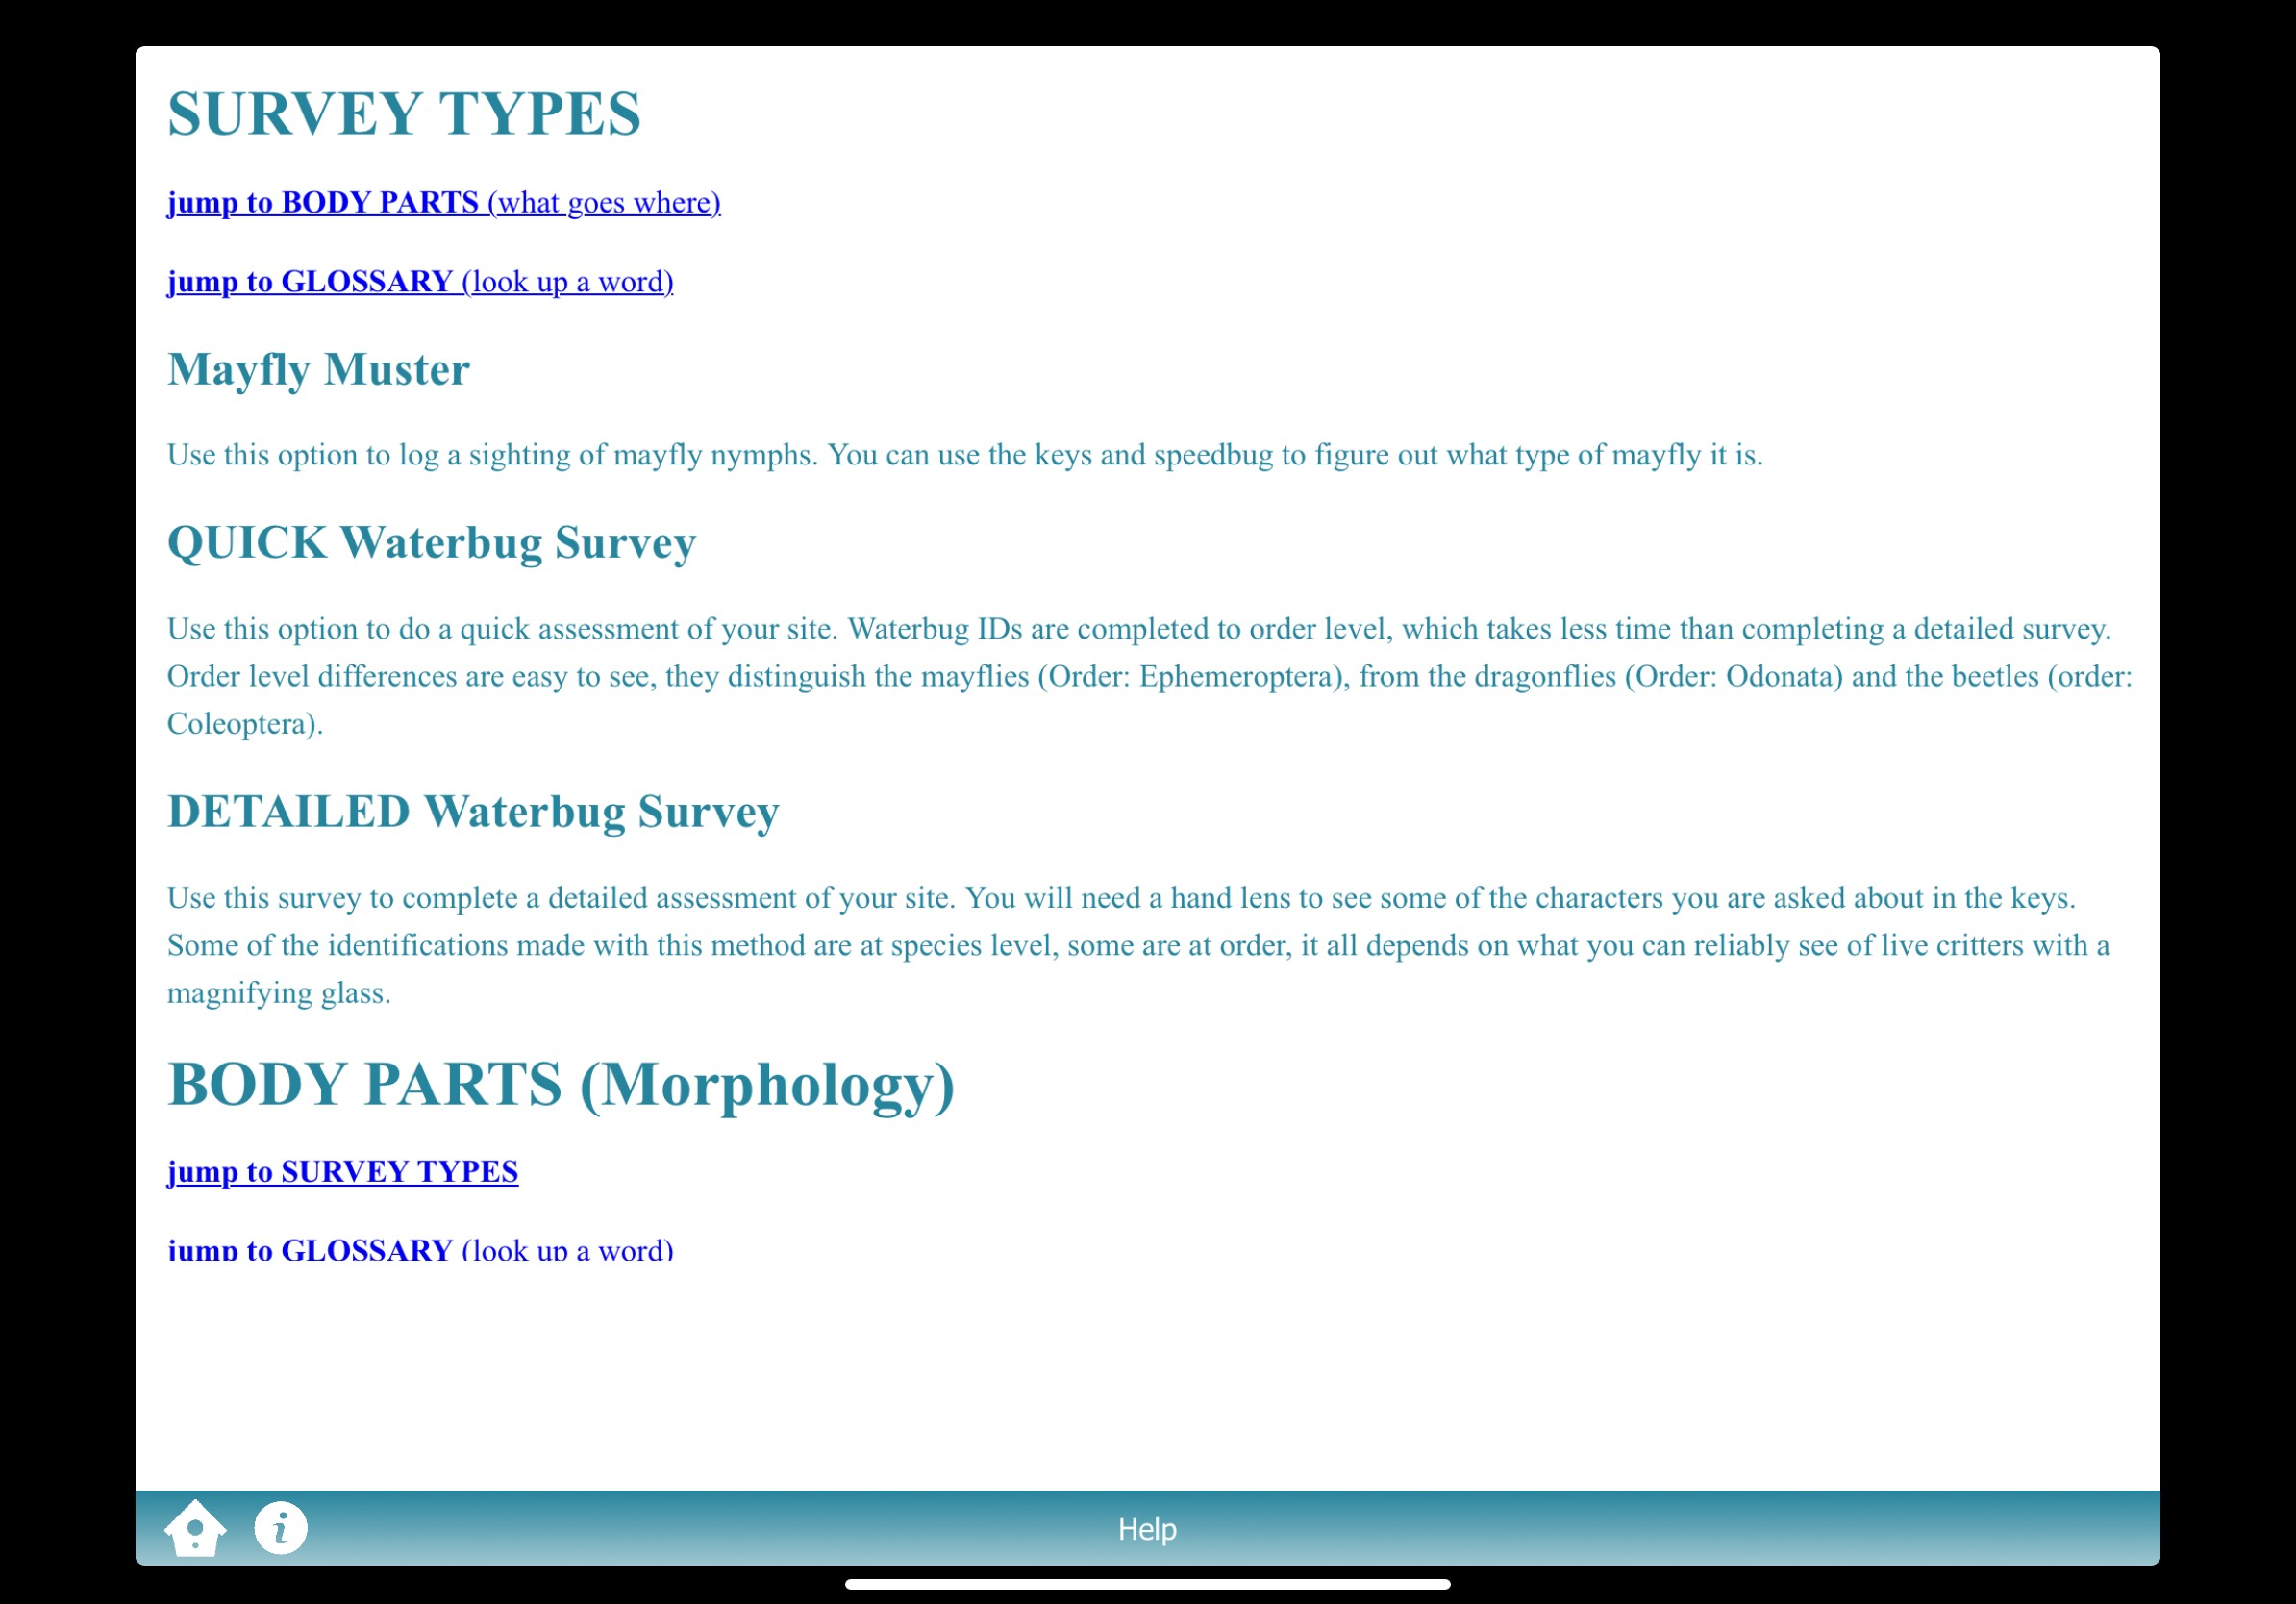 SURVEY TYPES
jump to BODY PARTS (what goes where)
jump to GLOSSARY (look up a word)
Mayfly Muster
Use this option to log a sighting of mayfly nymphs. You can use the keys and speedbug to figure out what type of mayfly it is.
QUICK Waterbug Survey
Use this option to do a quick assessment of your site. Waterbug IDs are completed to order level, which takes less time than completing a detailed survey.
Order level differences are easy to see, they distinguish the mayflies (Order: Ephemeroptera), from the dragonflies (Order: Odonata) and the beetles (order:
Coleoptera).
DETAILED Waterbug Survey
Use this survey to complete a detailed assessment of your site. You will need a hand lens to see some of the characters you are asked about in the keys.
Some of the identifications made with this method are at species level, some are at order, it all depends on what you can reliably see of live critters with a
magnifying glass.
BODY PARTS (Morphology)
jump to SURVEY TYPES
jump to GLOSSARY (look up a word)
Help